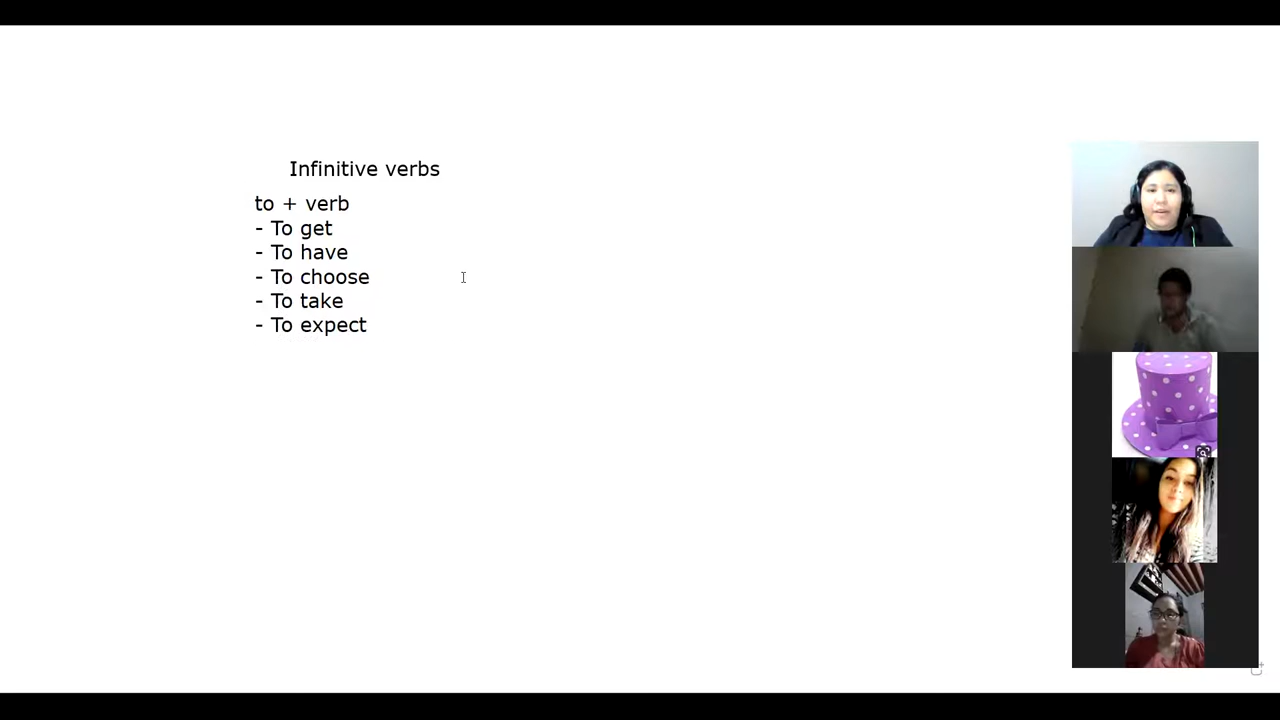 Infinitive verbs
to + verb
- To get
- To have
- To choose
- To take
- To expect